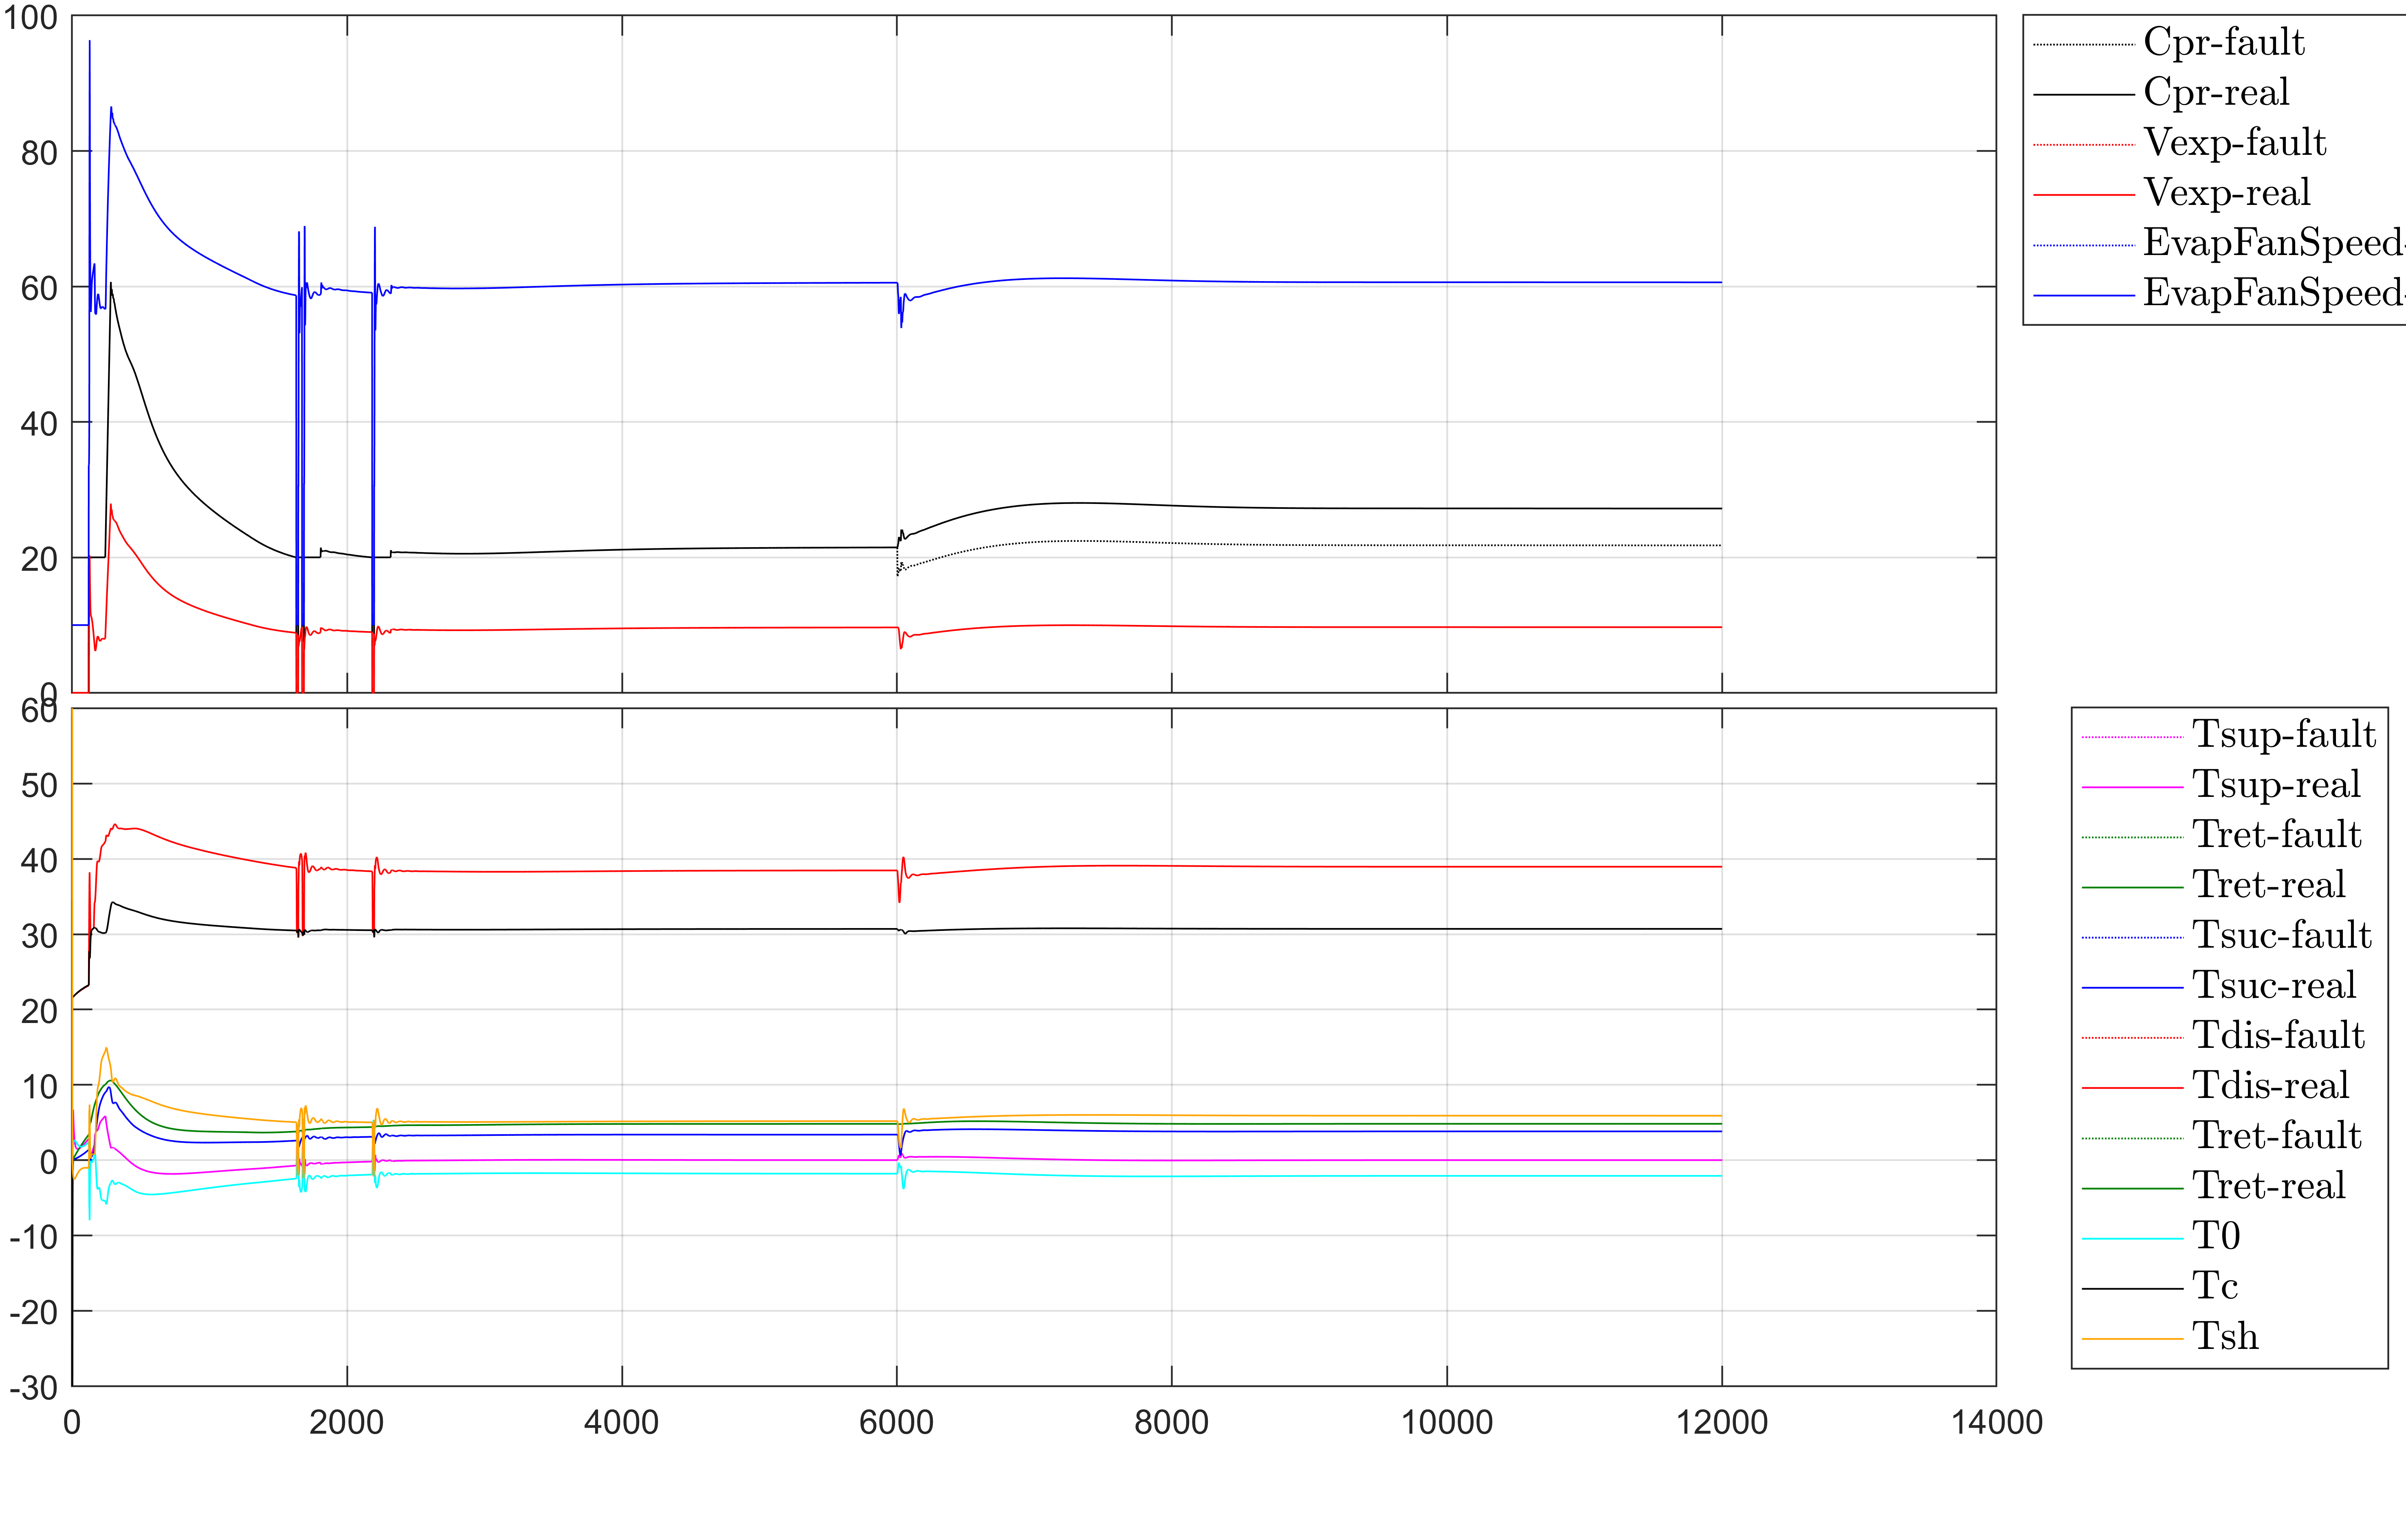 100
80
60
40
20
0
Cpr-fault
Cpr-real
Vexp-fault
Vexp-real
EvapFanSpeed-
EvapFanSpeed-
60
50
40
30
20
10
0
-10
-20
-30
0 2000 4000 6000 8000 10000 12000 14000
Tsup-fault
Tsup-real
Tret-fault
Tret-real
Tsuc-fault
Tsuc-real
Tdis-fault
Tdis-real
Tret-fault
Tret-real
T0
Tc
Tsh